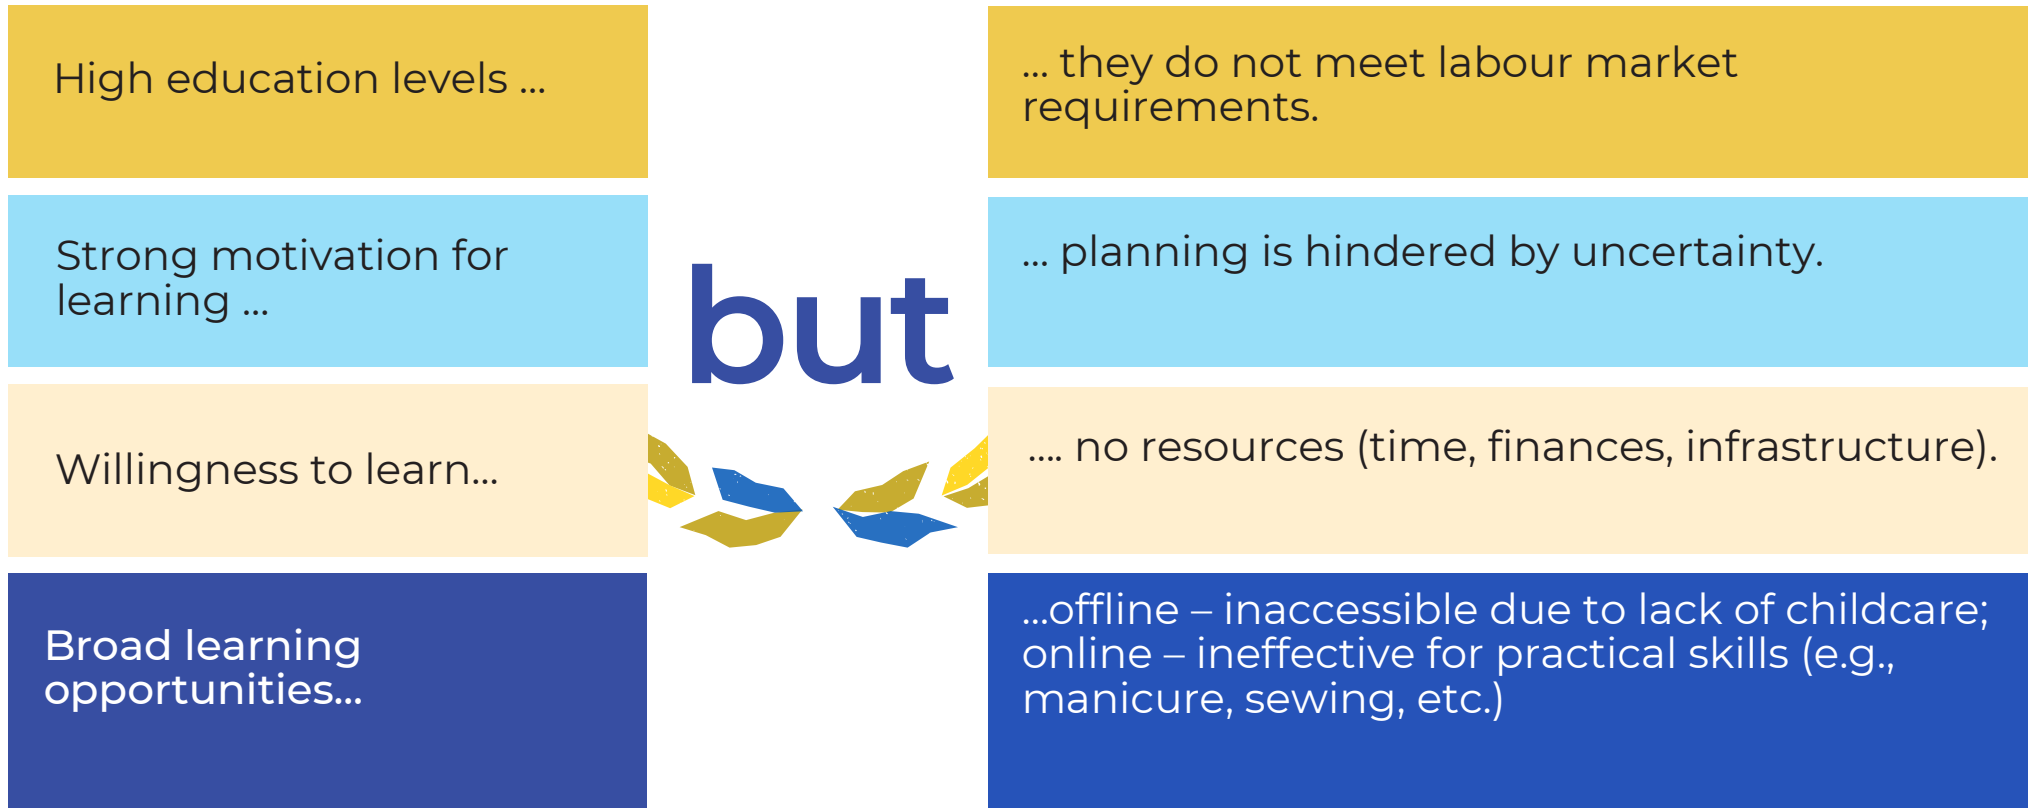 High education levels ...
... they do not meet labour market
requirements.
Strong motivation for
learning ...
... planning is hindered by uncertainty.
but
Willingness to learn...
.... no resources (time, finances, infrastructure).
Broad learning
opportunities...
...offline – inaccessible due to lack of childcare;
online – ineffective for practical skills (e.g.,
manicure, sewing, etc.)